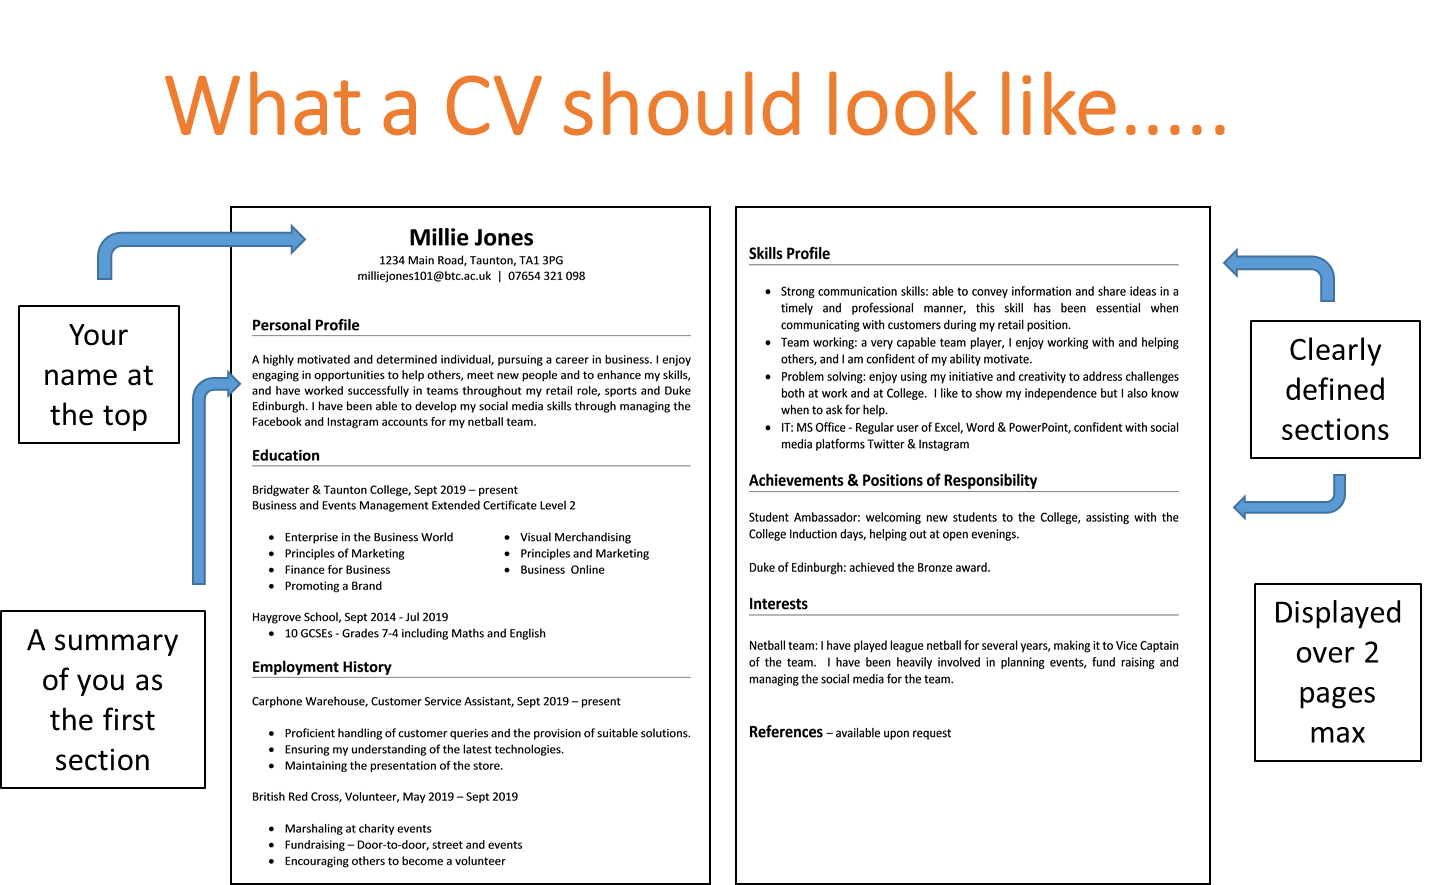 What a CV should look like.....
Your
name at
the top
A summary
of you as
the first
section
Millie Jones
1234 Main Road, Taunton, TA1 3PG
milliejones101@btc.ac.uk | 07654 321 098
Personal Profile
A highly motivated and determined individual, pursuing a career in business. I enjoy
engaging in opportunities to help others, meet new people and to enhance my skills,
and have worked successfully in teams throughout my retail role, sports and Duke
Edinburgh. I have been able to develop my social media skills through managing the
Facebook and Instagram accounts for my netball team.
Education
Bridgwater & Taunton College, Sept 2019 – present
Business and Events Management Extended Certificate Level 2
• Enterprise in the Business World
• Principles of Marketing
• Finance for Business
• Promoting a Brand
• Visual Merchandising
• Principles and Marketing
• Business Online
Haygrove School, Sept 2014 - Jul 2019
• 10 GCSEs - Grades 7-4 including Maths and English
Employment History
Carphone Warehouse, Customer Service Assistant, Sept 2019 – present
• Proficient handling of customer queries and the provision of suitable solutions.
• Ensuring my understanding of the latest technologies.
• Maintaining the presentation of the store.
British Red Cross, Volunteer, May 2019 – Sept 2019
• Marshaling at charity events
• Fundraising – Door-to-door, street and events
• Encouraging others to become a volunteer
Skills Profile
• Strong communication skills: able to convey information and share ideas in a
timely and professional manner, this skill has been essential when
communicating with customers during my retail position.
• Team working: a very capable team player, I enjoy working with and helping
others, and I am confident of my ability motivate.
• Problem solving: enjoy using my initiative and creativity to address challenges
both at work and at College. I like to show my independence but I also know
when to ask for help.
• IT: MS Office - Regular user of Excel, Word & PowerPoint, confident with social
media platforms Twitter & Instagram
Achievements & Positions of Responsibility
Student Ambassador: welcoming new students to the College, assisting with the
College Induction days, helping out at open evenings.
Duke of Edinburgh: achieved the Bronze award.
Interests
Netball team: I have played league netball for several years, making it to Vice Captain
of the team. I have been heavily involved in planning events, fund raising and
managing the social media for the team.
References – available upon request
Clearly
defined
sections
Displayed
over 2
pages
max